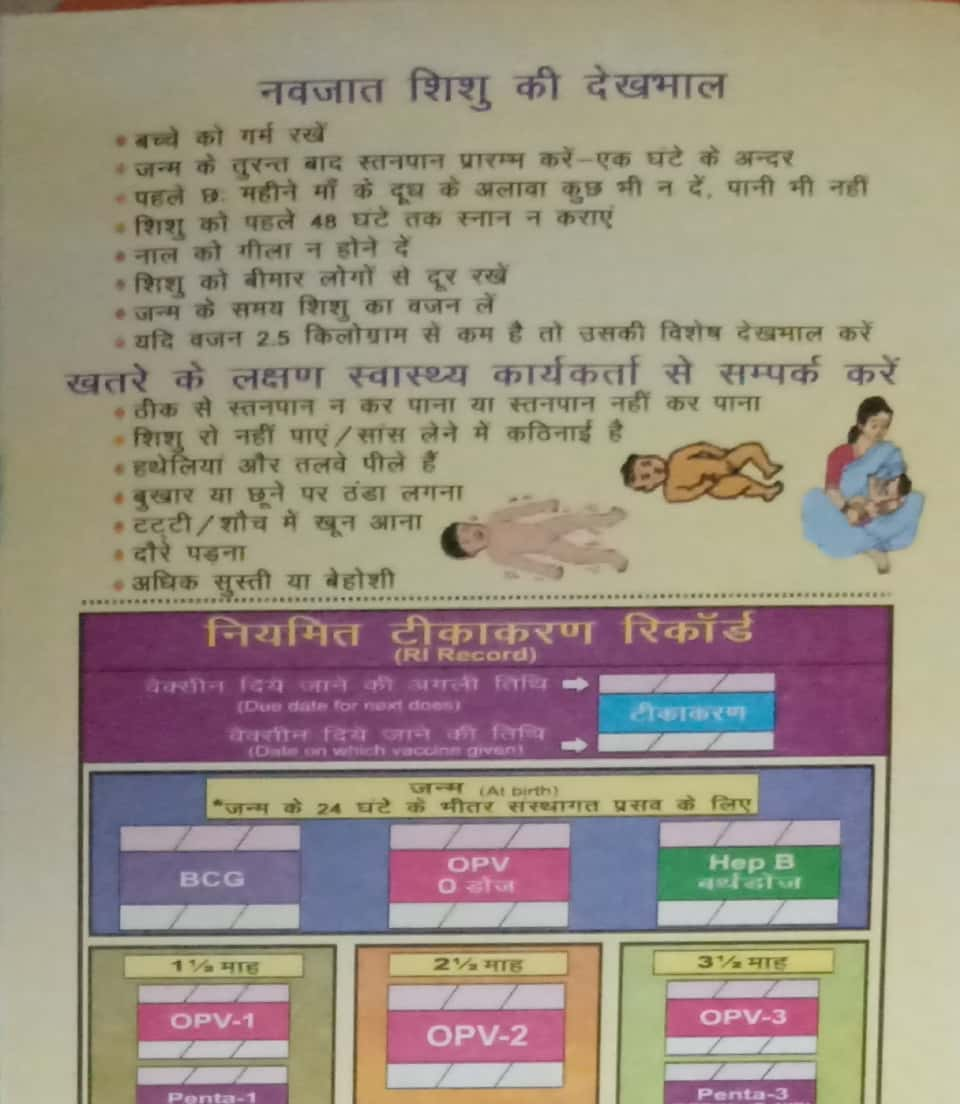 नवजात शिशु की देखभाल
• बच्चे को गर्म रखें
• जन्म के तुरन्त बाद स्तनपान प्रारम्भ करें-एक घंटे के अन्दर
• पहले छः महीने माँ के दूध के अलावा कुछ भी न दें, पानी भी नहीं
• शिशु को पहले 48 घंटे तक स्नान न कराएं
• नाल को गीला न होने दें
• शिशु को बीमार लोगों से दूर रखें
• जन्म के समय शिशु का वजन लें
• यदि वजन 2.5 किलोग्राम से कम है तो उसकी विशेष देखभाल करें
खतरे के लक्षण स्वास्थ्य कार्यकर्ता से सम्पर्क करें
• ठीक से स्तनपान न कर पाना या स्तनपान नहीं कर पाना
• शिशु रो नहीं पाएं/सांस लेने में कठिनाई है
• हथेलियां और तलवे पीले हैं
• बुखार या छूने पर ठंडा लगना
• टट्टी/शौच में खून आना
• दौरे पड़ना
• अधिक सुस्ती या बेहोशी
नियमित टीकाकरण रिकॉर्ड
(RI Record)
वैक्सीन दिये जाने की अगली तिथि
(Due date for next does)
टीकाकरण
वैक्सीन दिये जाने की तिथि
(Date on which vaccine given)
जन्म (At birth)
*जन्म के 24 घंटे के भीतर संस्थागत प्रसव के लिए
BCG
OPV
0 डोज
Hep B
बर्थडोज
1½ माह
2½ माह
3½ माह
OPV-1
OPV-2
OPV-3
Penta-1
Penta-3